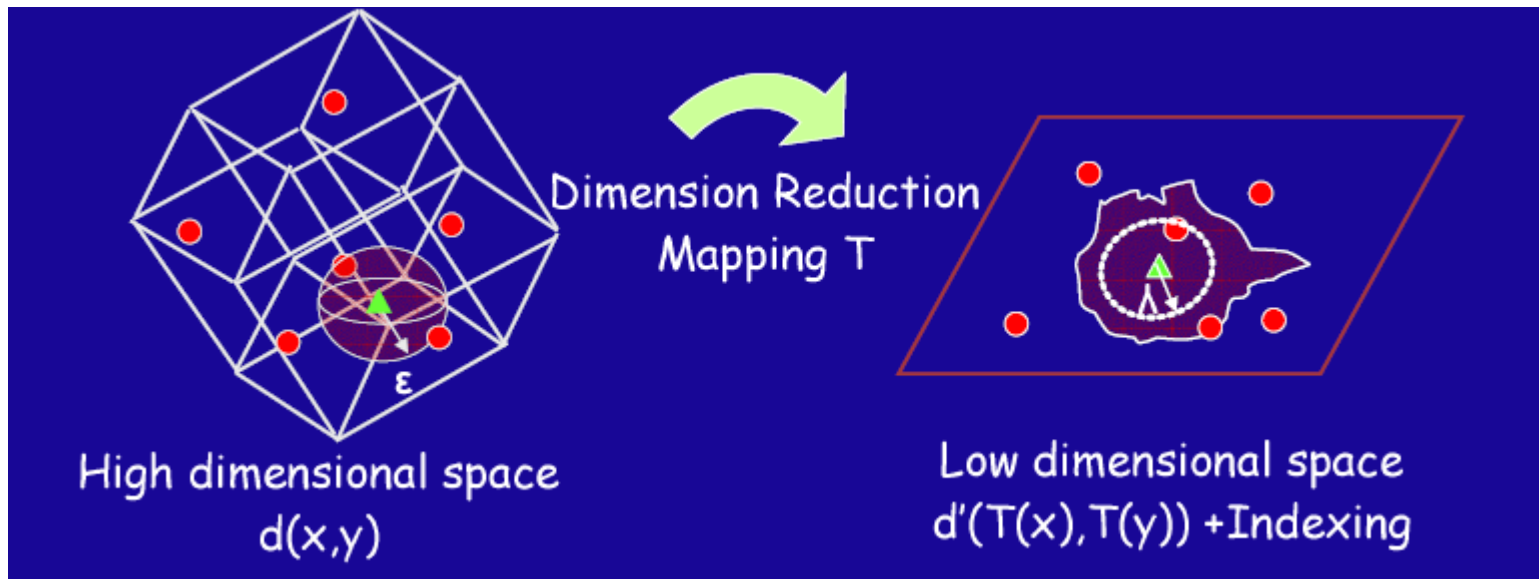 Dimension Reduction
Mapping T
ε
High dimensional space
d(x,y)
Low dimensional space
d'(T(x),T(y)) +Indexing